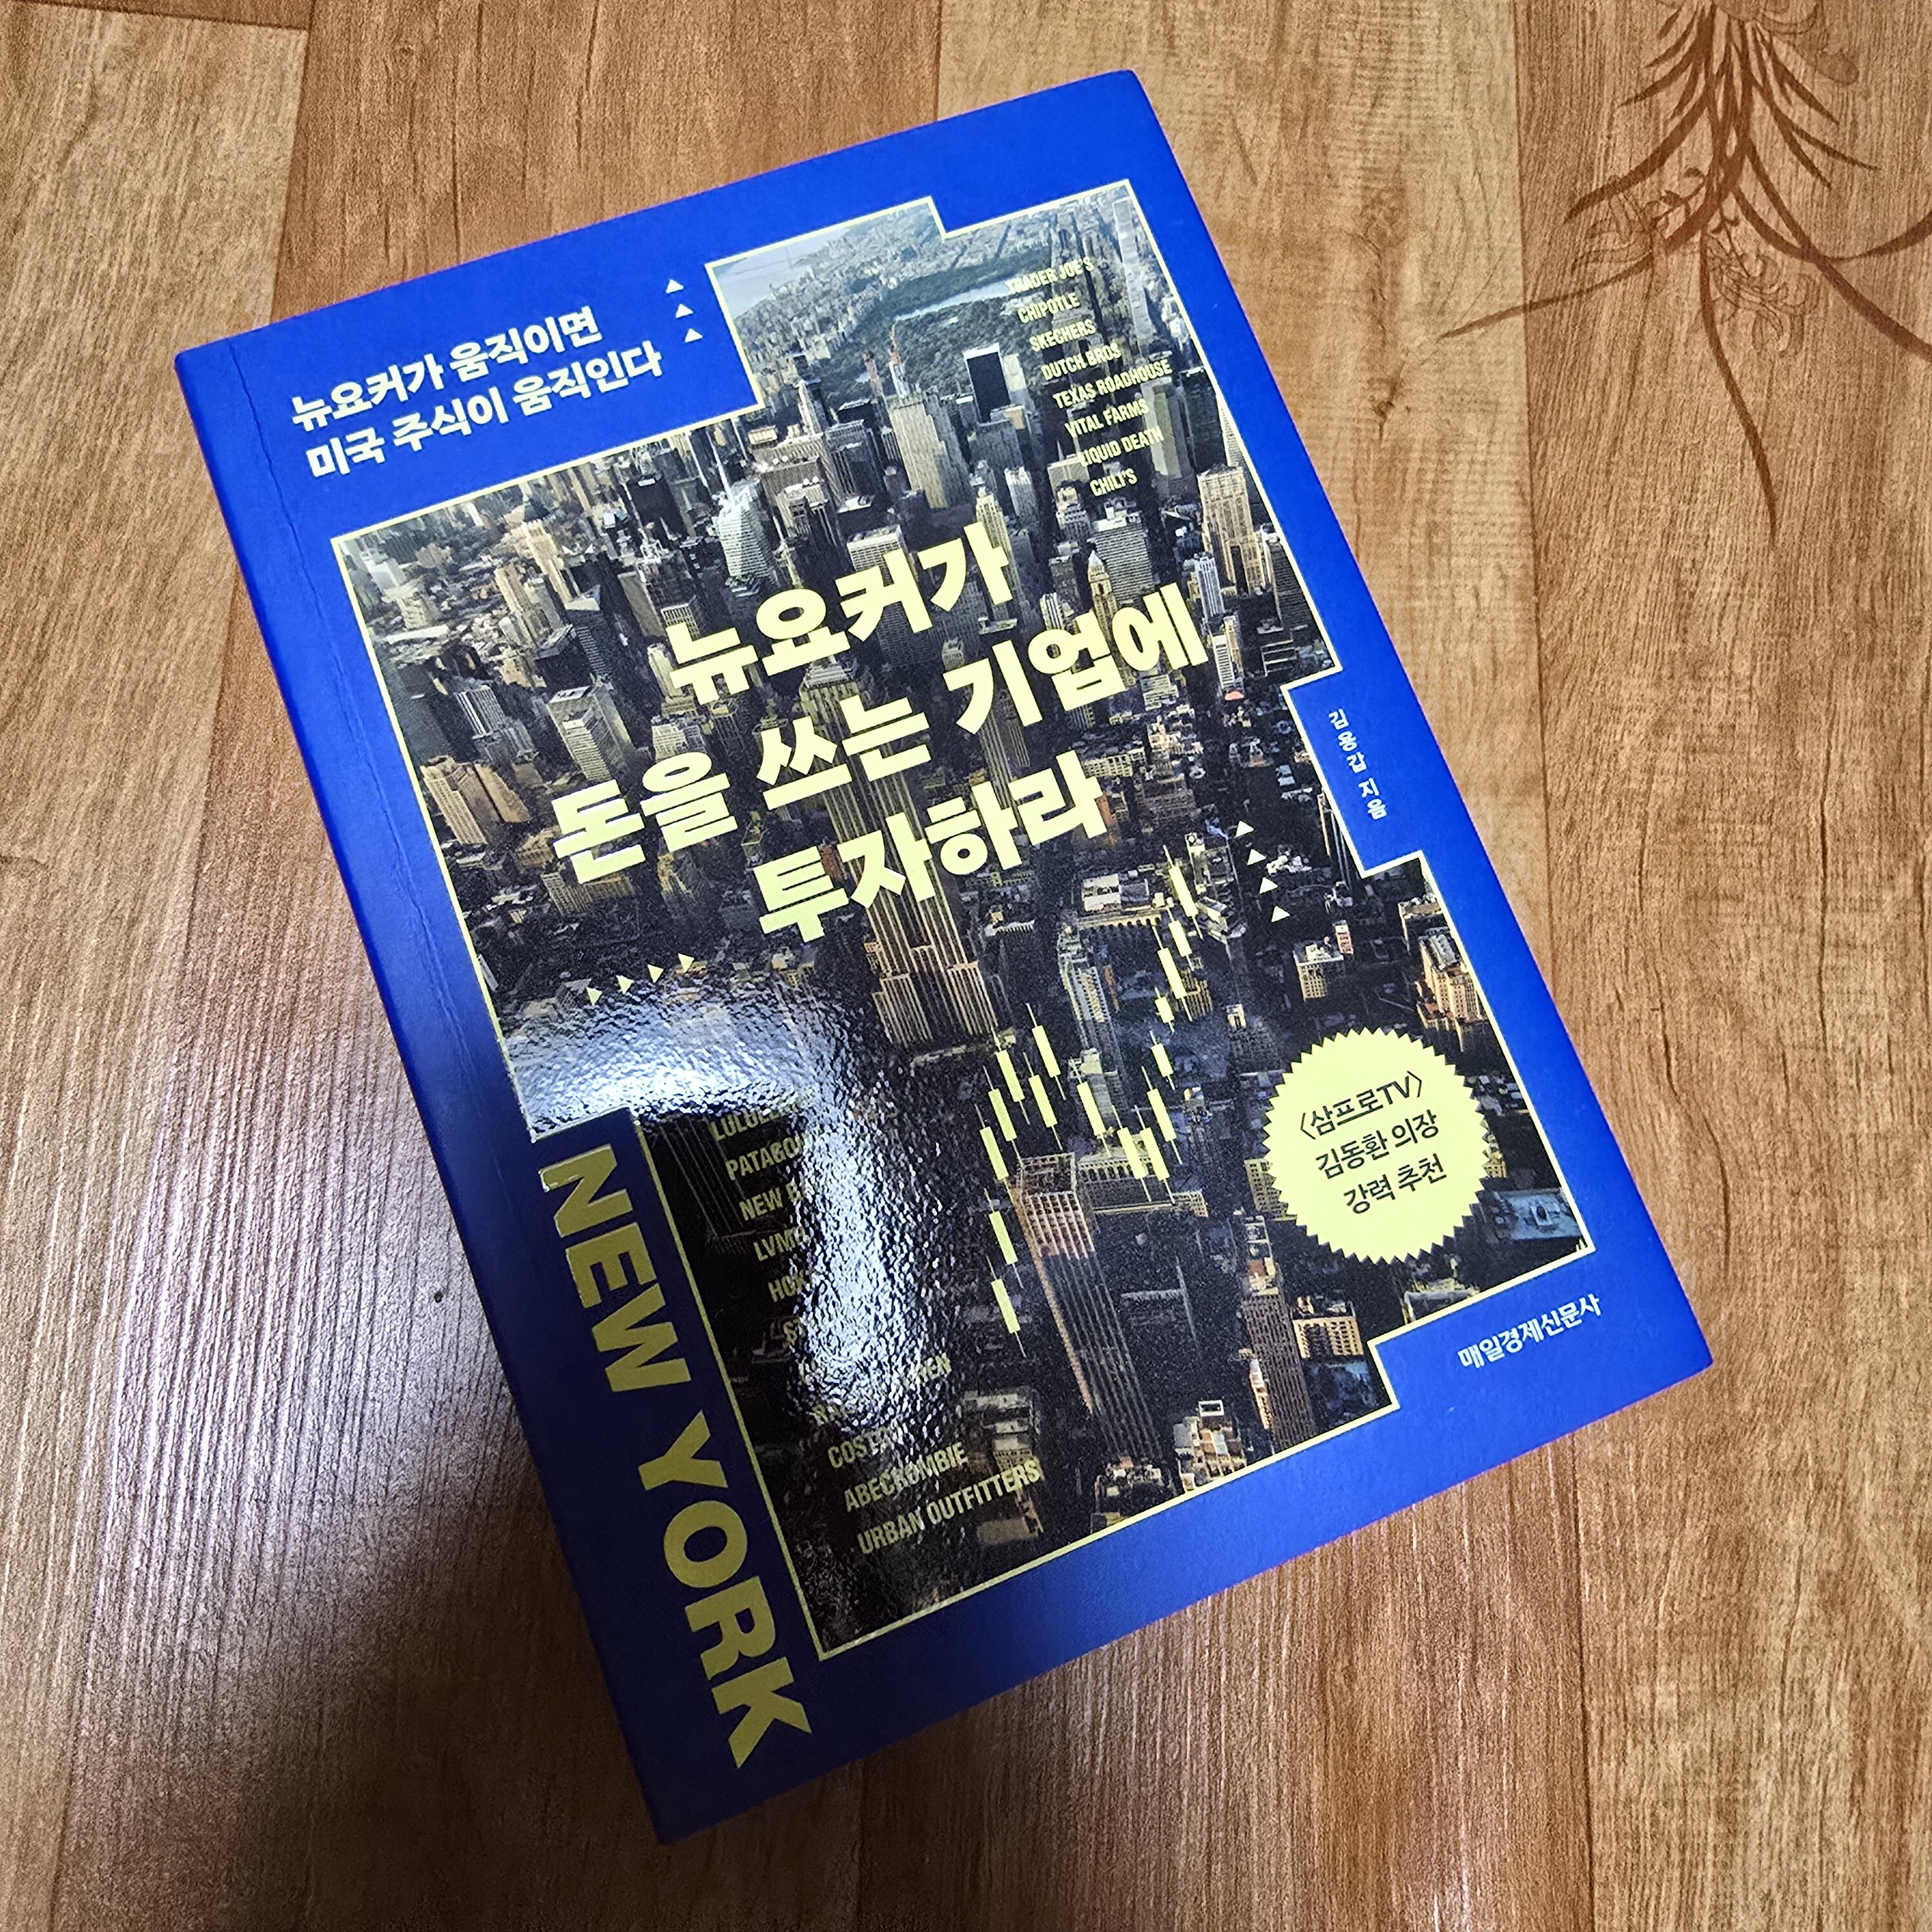 뉴요커가 움직이면
미국 주식이 움직인다
TRADER JOE'S
CHIPOTLE
SKECHERS
DUTCH BROS
TEXAS ROADHOUSE
VITAL FARMS
LIQUID DEATH
CHILI'S
뉴요커가
돈을 쓰는 기업에
투자하라
지음
〈삼프로TV〉
김동환 의장
강력 추천
NEW
COSTCO
ABECROMBIE
URBAN OUTFITTERS
NEW YORK
매일경제신문사